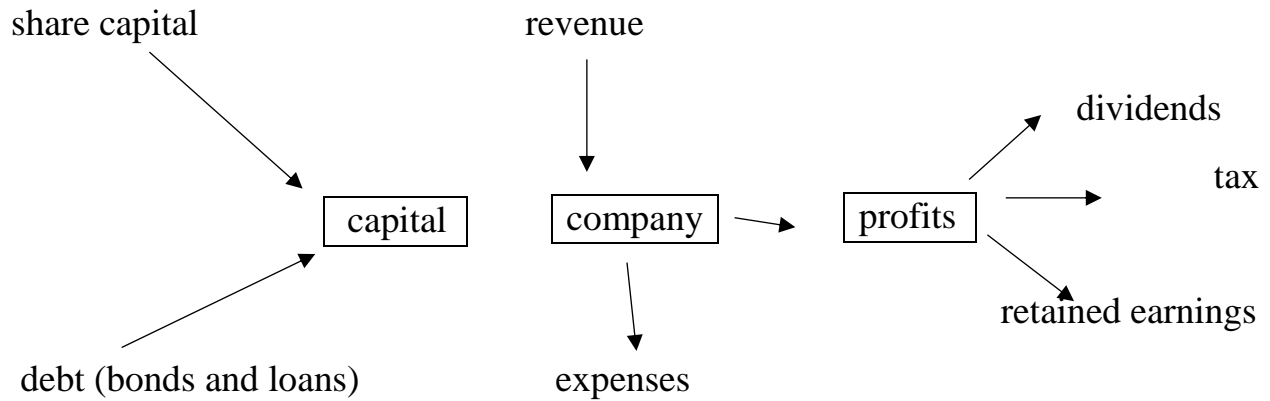 share capital
revenue
dividends
tax
capital
company
profits
retained earnings
debt (bonds and loans)
expenses